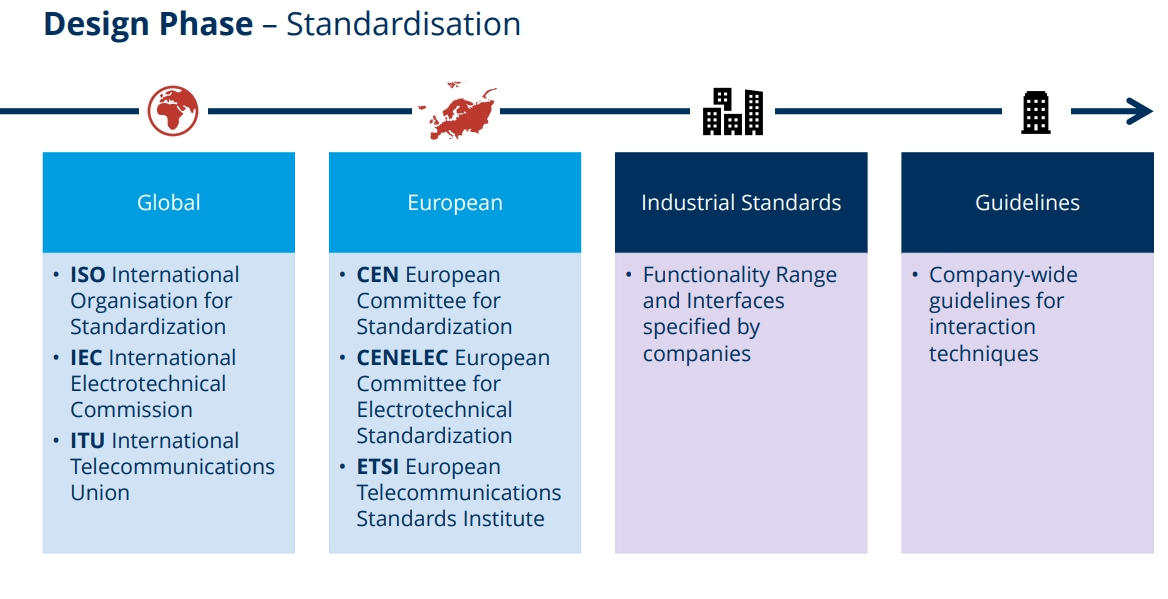 Design Phase – Standardisation
Global
• ISO International
Organisation for
Standardization
• IEC International
Electrotechnical
Commission
• ITU International
Telecommunications
Union
European
• CEN European
Committee for
Standardization
• CENELEC European
Committee for
Electrotechnical
Standardization
• ETSI European
Telecommunications
Standards Institute
Industrial Standards
• Functionality Range
and Interfaces
specified by
companies
Guidelines
• Company-wide
guidelines for
interaction
techniques